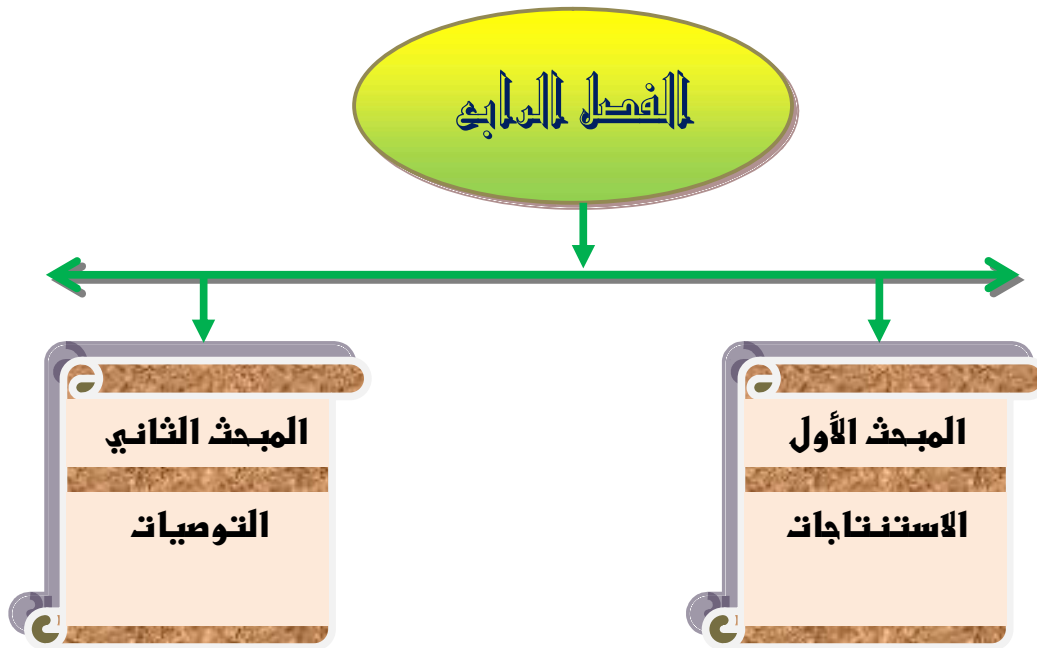 الفصل الرابع
المبحث الأول
الاستنتاجات
المبحث الثاني
التوصيات